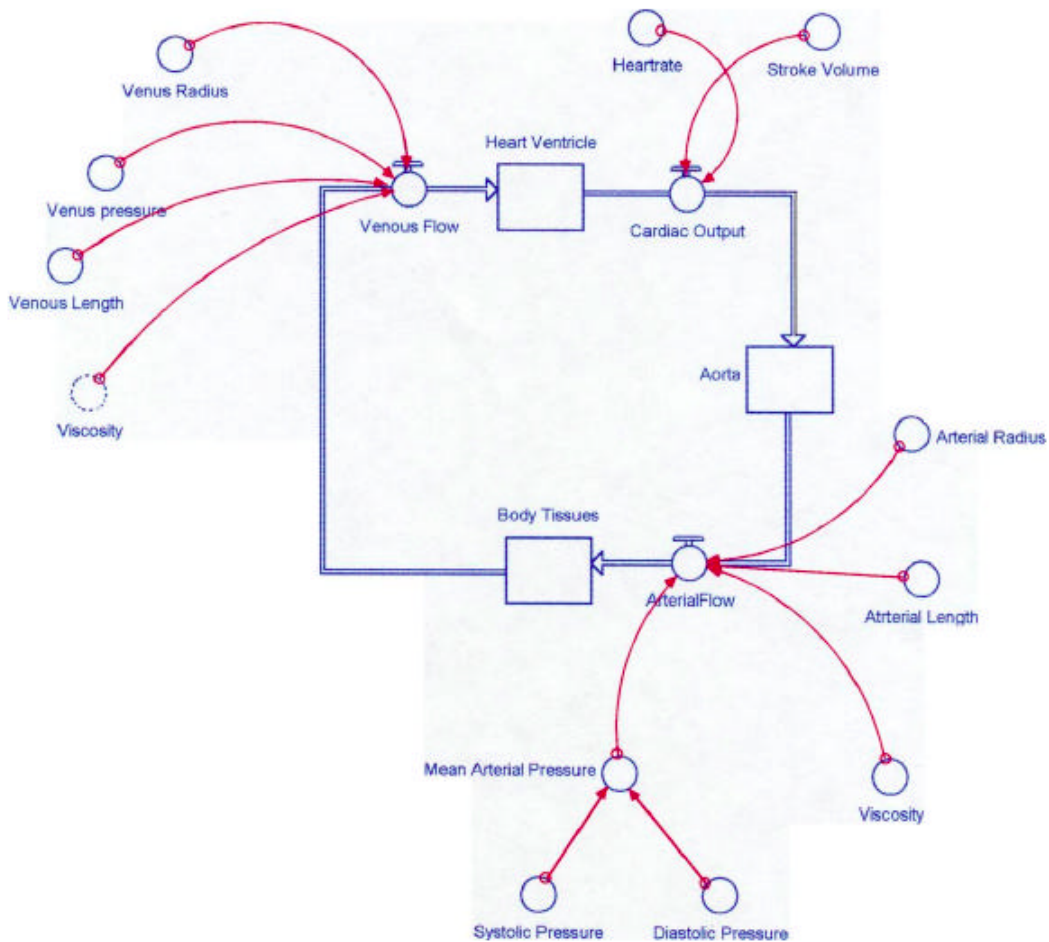 Heartrate
Stroke Volume
Venus Radius
Heart Ventricle
Venus pressure
Venous Flow
Cardiac Output
Venous Length
Aorta
Viscosity
Arterial Radius
Body Tissues
ArterialFlow
Atrterial Length
Mean Arterial Pressure
Viscosity
Systolic Pressure
Diastolic Pressure